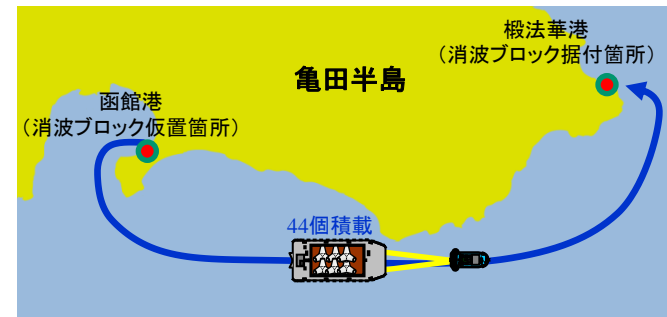 椴法華港
（消波ブロック据付箇所）
亀田半島
函館港
（消波ブロック仮置箇所）
44個積載